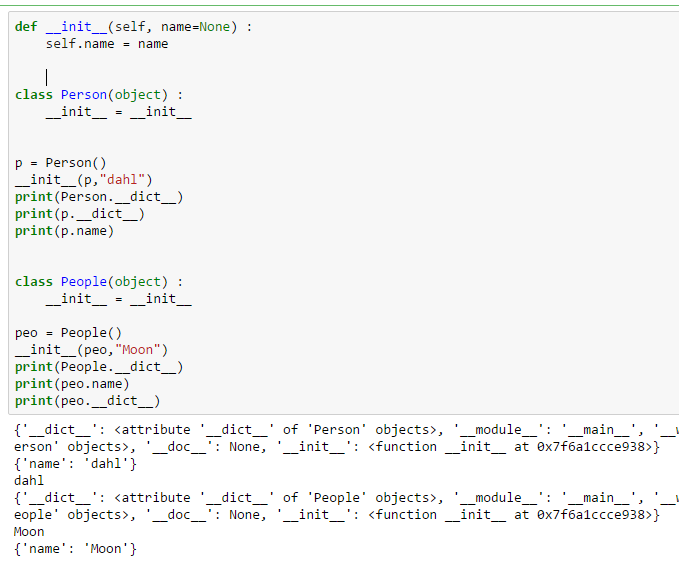 def __init__(self, name=None) :
    self.name = name
class Person(object) :
    __init__ = __init__
p = Person()
__init__(p,"dahl")
print(Person.__dict__)
print(p.__dict__)
print(p.name)
class People(object) :
    __init__ = __init__
peo = People()
__init__(peo,"Moon")
print(People.__dict__)
print(peo.name)
print(peo.__dict__)
{'__dict__': <attribute '__dict__' of 'Person' objects>, '__module__': '__main__', '__w
erson' objects>, '__doc__': None, '__init__': <function __init__ at 0x7f6a1ccce938>}
{'name': 'dahl'}
dahl
{'__dict__': <attribute '__dict__' of 'People' objects>, '__module__': '__main__', '__w
eople' objects>, '__doc__': None, '__init__': <function __init__ at 0x7f6a1ccce938>}
Moon
{'name': 'Moon'}